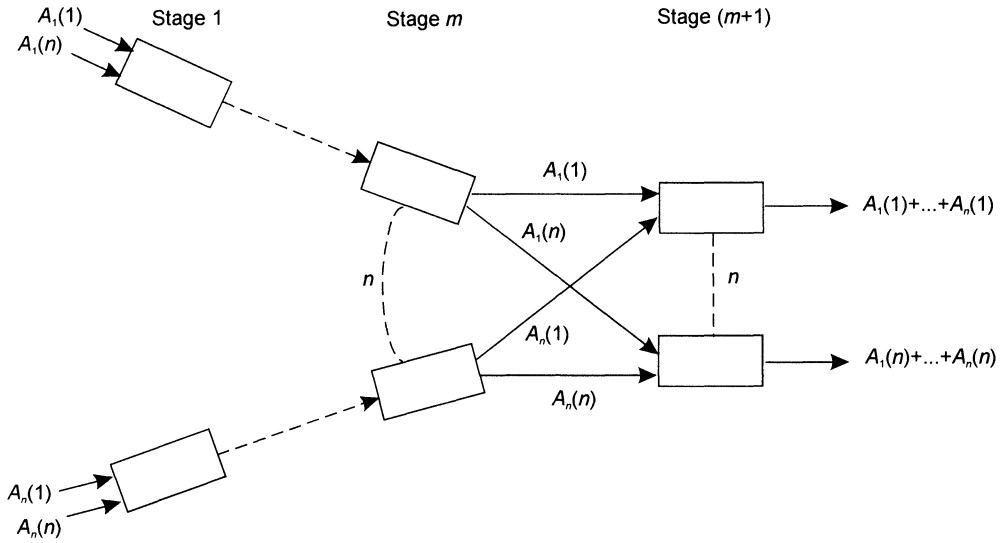 A₁(1) Stage 1 Stage m Stage (m+1)
A₁(n)
A₁(1)
A₁(1)+...+Aₙ(1)
A₁(n)
n
n
Aₙ(1)
A₁(n)+...+Aₙ(n)
Aₙ(n)
Aₙ(1)
Aₙ(n)